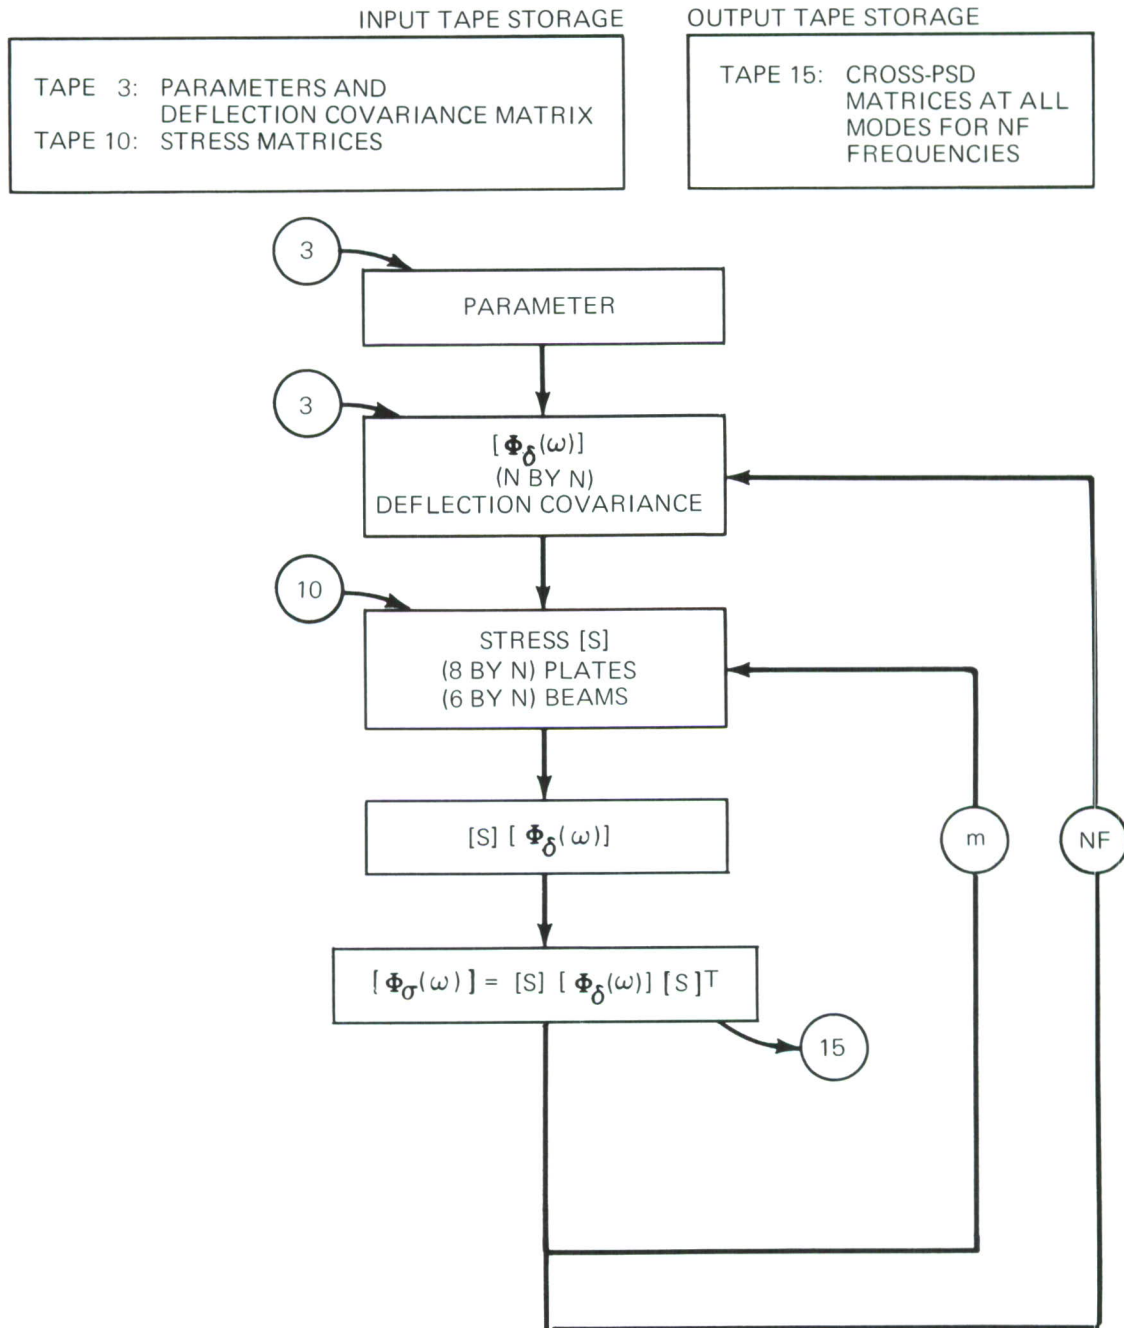 INPUT TAPE STORAGE
OUTPUT TAPE STORAGE
TAPE 3: PARAMETERS AND
DEFLECTION COVARIANCE MATRIX
TAPE 10: STRESS MATRICES
TAPE 15: CROSS-PSD
MATRICES AT ALL
MODES FOR NF
FREQUENCIES
3
PARAMETER
3
[Φδ(ω)]
(N BY N)
DEFLECTION COVARIANCE
10
STRESS [S]
(8 BY N) PLATES
(6 BY N) BEAMS
[S] [Φδ(ω)]
m
NF
[Φσ(ω)] = [S] [Φδ(ω)] [S]T
15